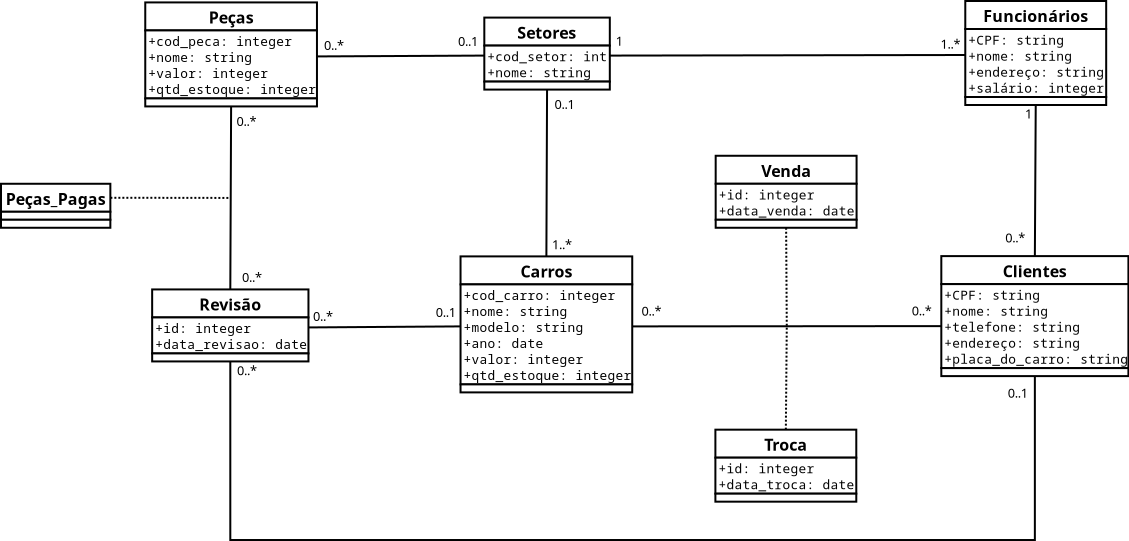 Peças
+cod_peca: integer
+nome: string
+valor: integer
+qtd_estoque: integer
0..*
0..1
Setores
+cod_setor: int
+nome: string
1
1..*
Funcionários
+CPF: string
+nome: string
+endereço: string
+salário: integer
0..*
0..1
1
Peças_Pagas
Venda
+id: integer
+data_venda: date
0..*
1..*
0..*
Revisão
+id: integer
+data_revisao: date
0..*
0..1
Carros
+cod_carro: integer
+nome: string
+modelo: string
+ano: date
+valor: integer
+qtd_estoque: integer
0..*
0..*
Clientes
+CPF: string
+nome: string
+telefone: string
+endereço: string
+placa_do_carro: string
0..*
0..1
Troca
+id: integer
+data_troca: date